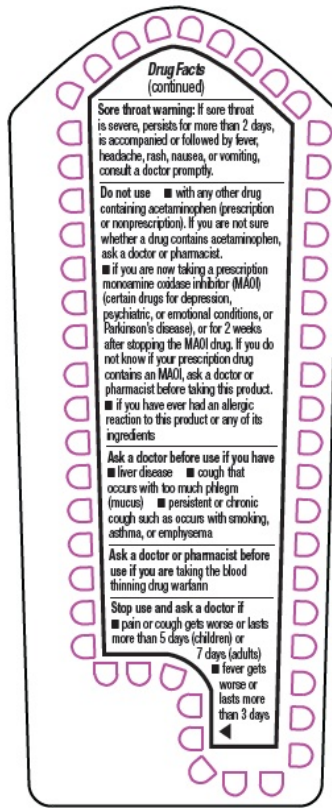 Drug Facts
(continued)
Sore throat warning: If sore throat
is severe, persists for more than 2 days,
is accompanied or followed by fever,
headache, rash, nausea, or vomiting,
consult a doctor promptly.
Do not use ■ with any other drug
containing acetaminophen (prescription
or nonprescription). If you are not sure
whether a drug contains acetaminophen,
ask a doctor or pharmacist.
■ if you are now taking a prescription
monoamine oxidase inhibitor (MAOI)
(certain drugs for depression,
psychiatric, or emotional conditions, or
Parkinson's disease), or for 2 weeks
after stopping the MAOI drug. If you do
not know if your prescription drug
contains an MAOI, ask a doctor or
pharmacist before taking this product.
■ if you have ever had an allergic
reaction to this product or any of its
ingredients
Ask a doctor before use if you have
■ liver disease ■ cough that
occurs with too much phlegm
(mucus) ■ persistent or chronic
cough such as occurs with smoking,
asthma, or emphysema
Ask a doctor or pharmacist before
use if you are taking the blood
thinning drug warfarin
Stop use and ask a doctor if
■ pain or cough gets worse or lasts
more than 5 days (children) or
7 days (adults)
■ fever gets
worse or
lasts more
than 3 days